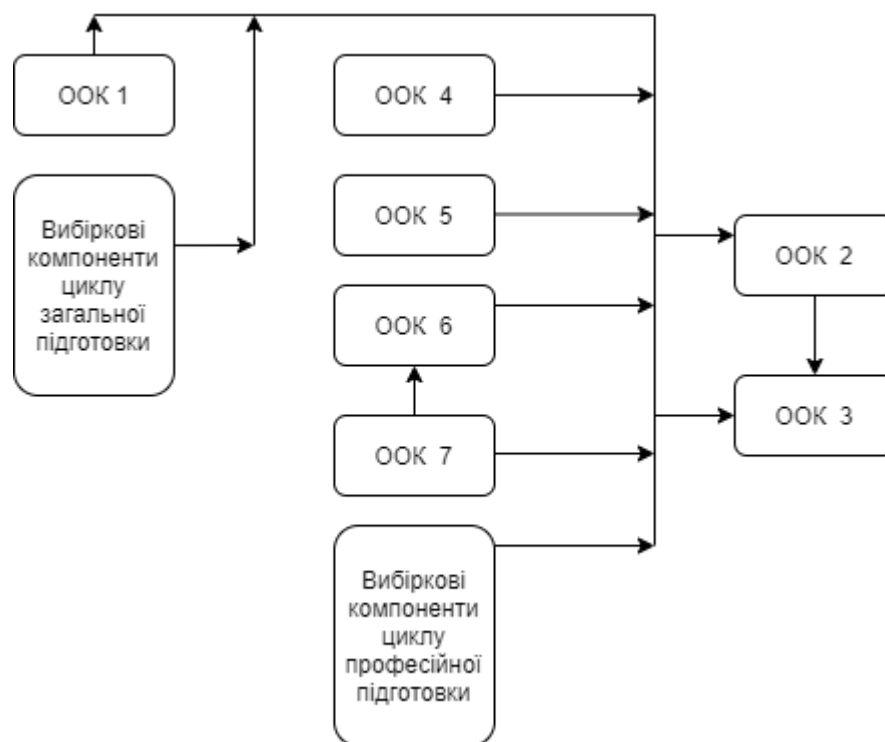 ООК 1
Вибіркові
компоненти
циклу
загальної
підготовки
ООК 4
ООК 5
ООК 6
ООК 7
Вибіркові
компоненти
циклу
професійної
підготовки
ООК 2
ООК 3